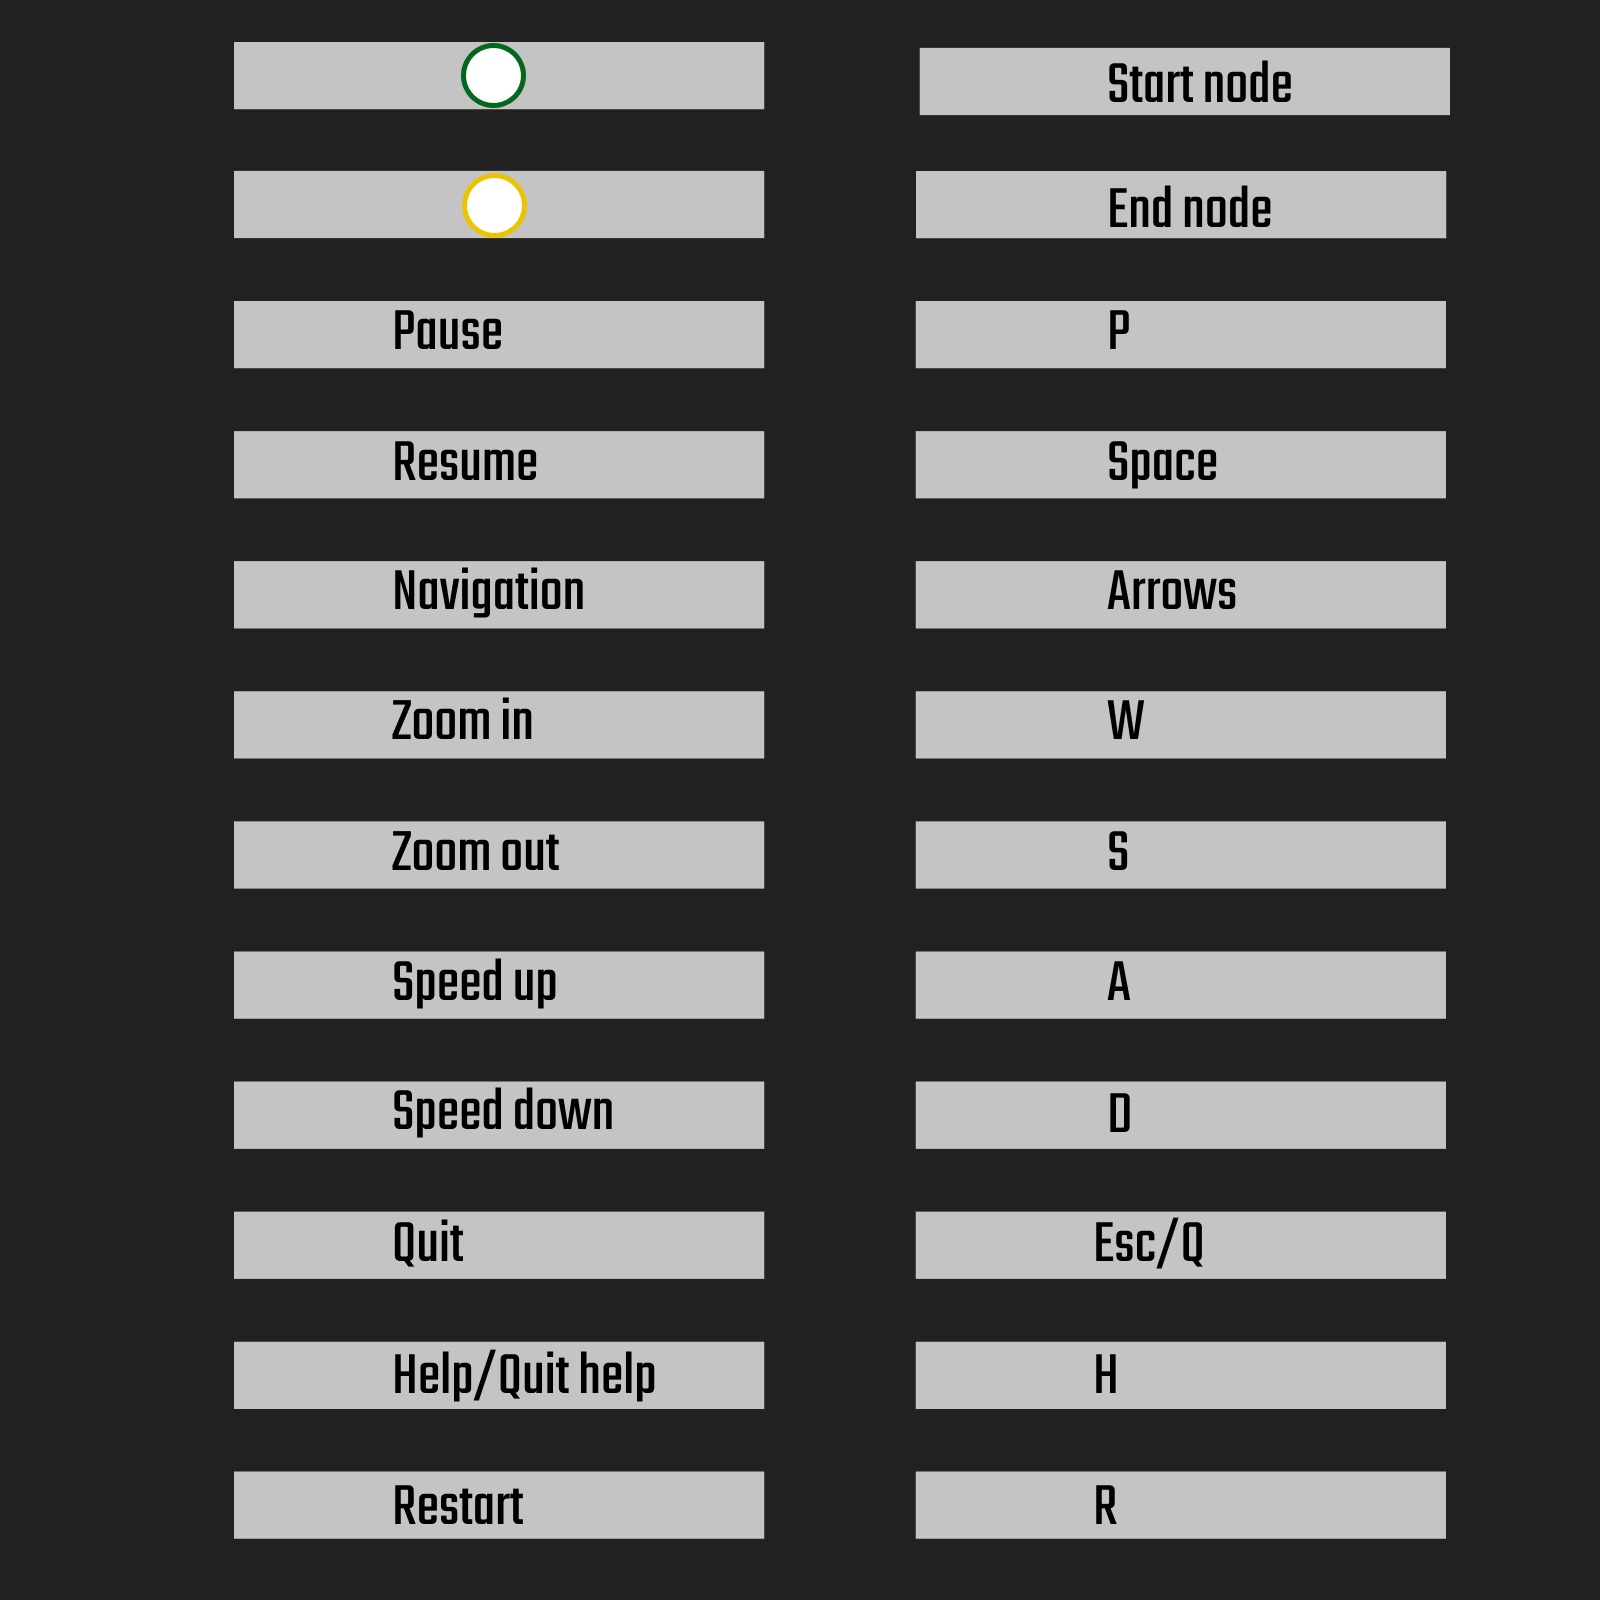 Start node
End node
Pause P
Resume Space
Navigation Arrows
Zoom in W
Zoom out S
Speed up A
Speed down D
Quit Esc/Q
Help/Quit help H
Restart R